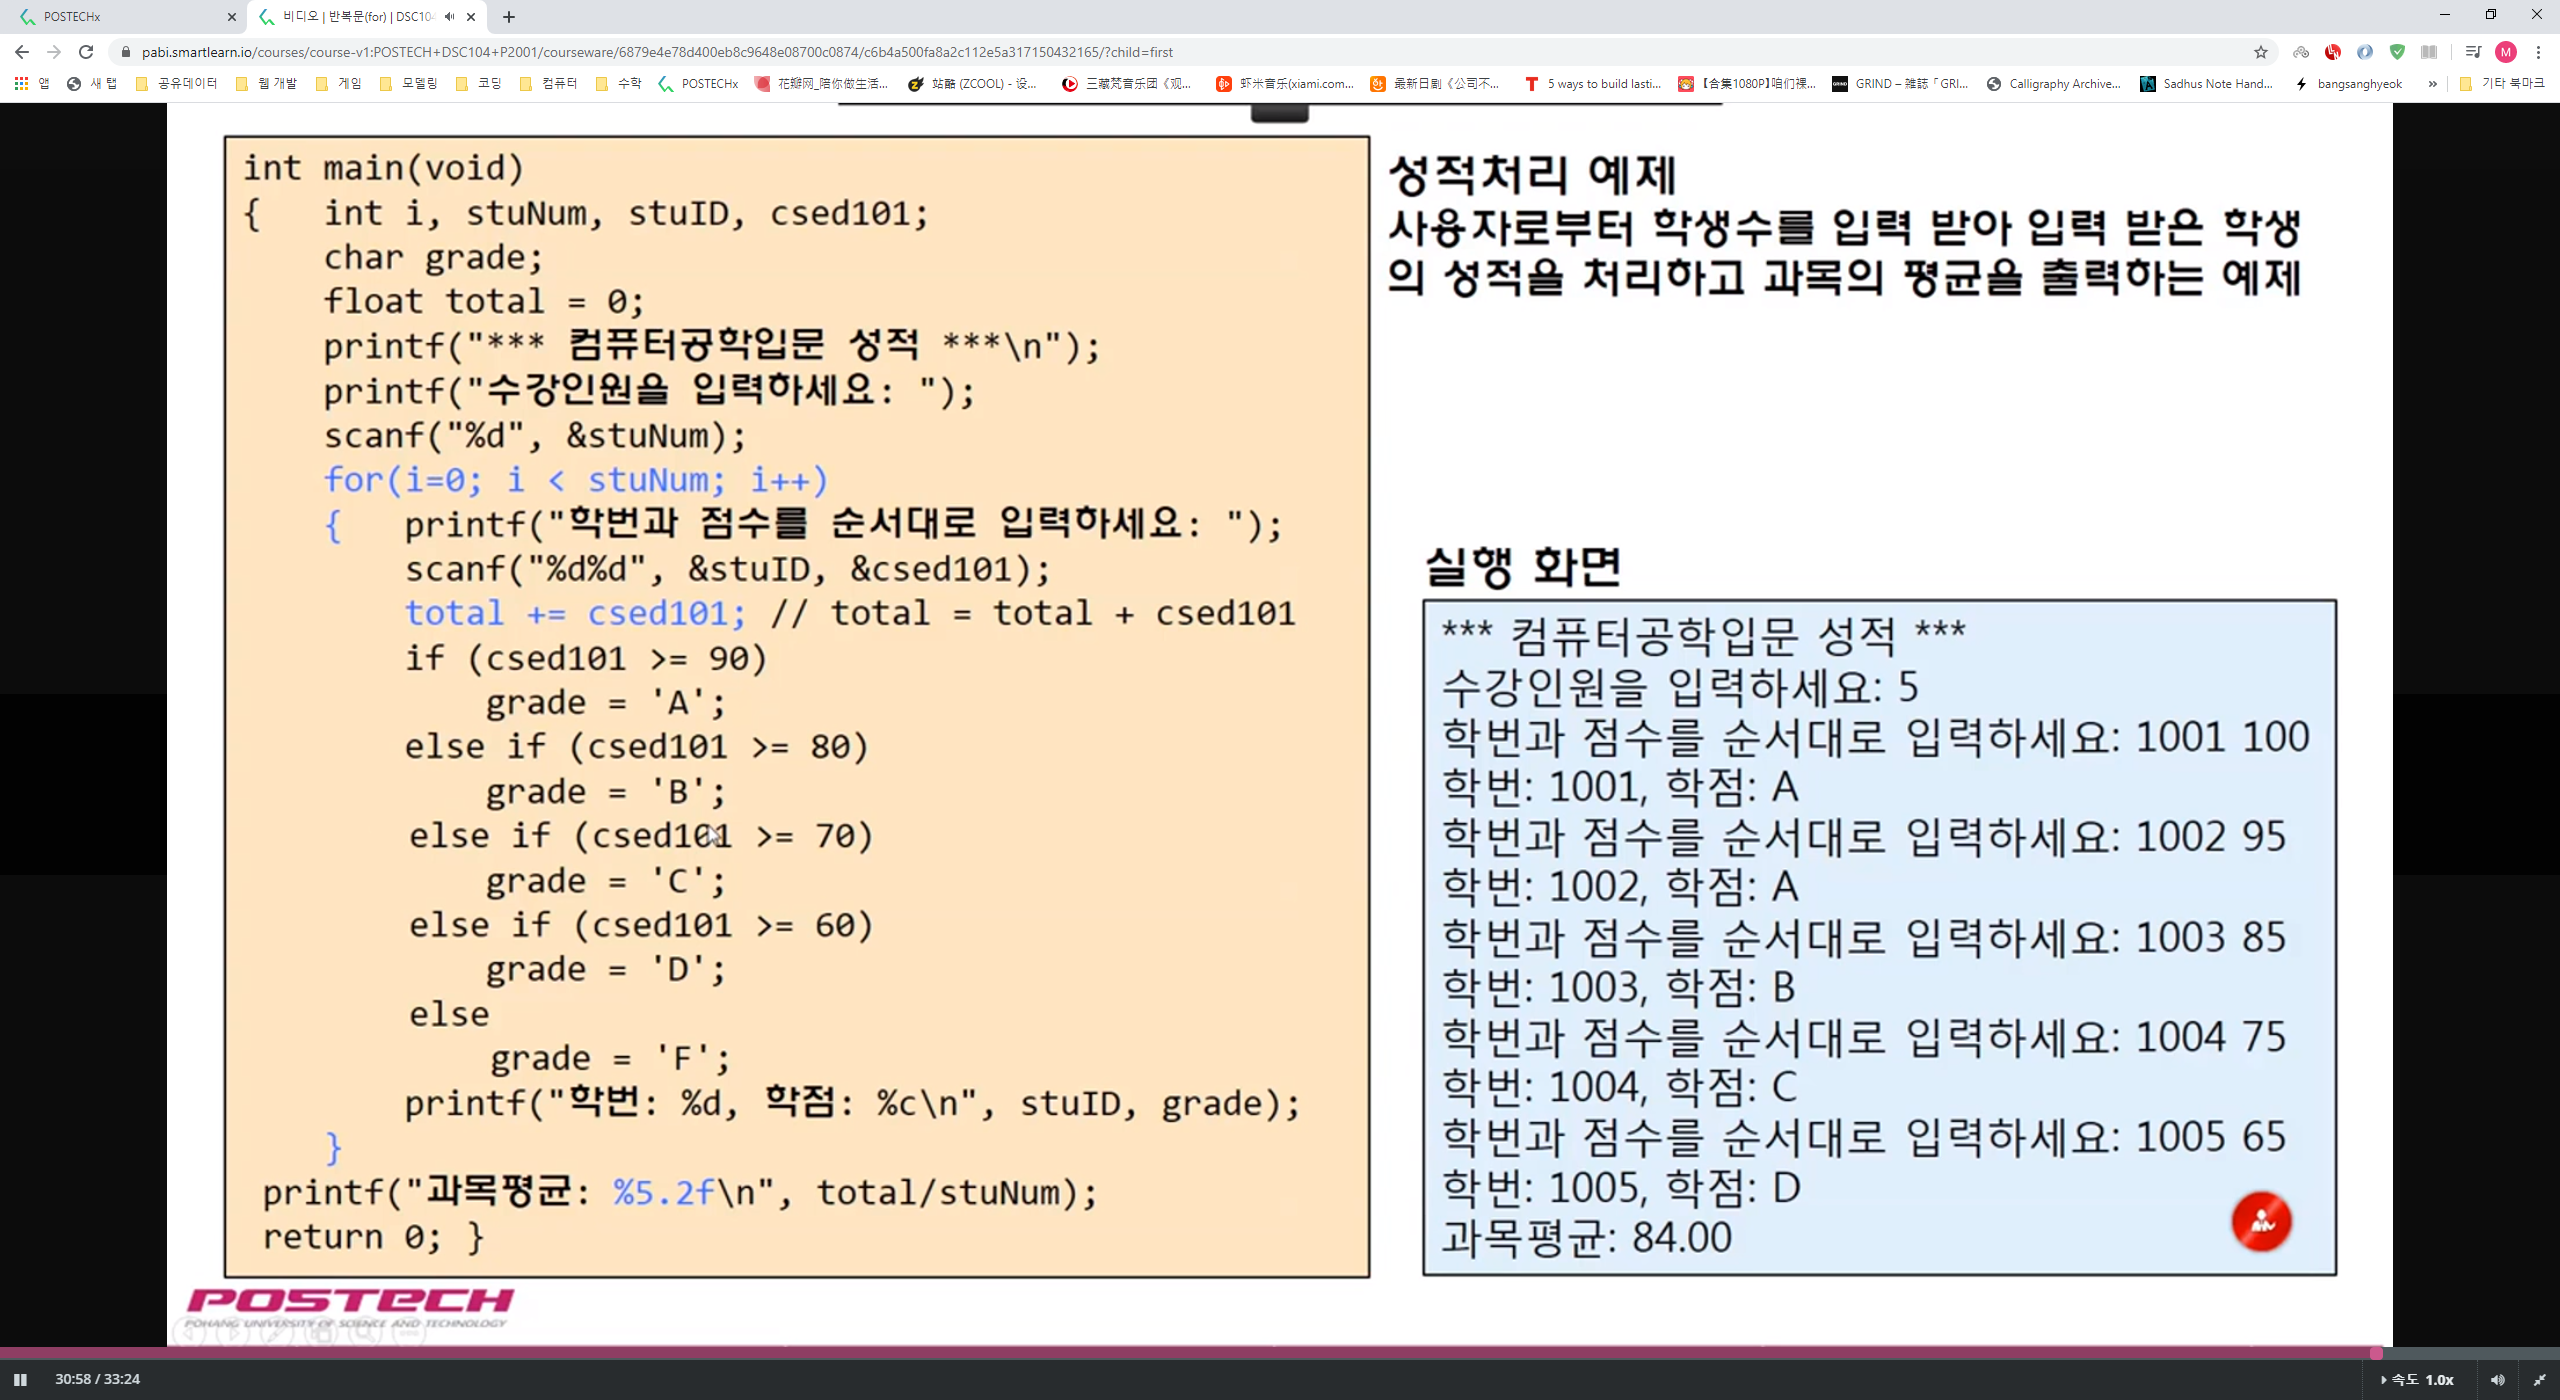 POSTECHx
비디오 | 반복문(for) | DSC10
pabi.smartlearn.io/courses/course-v1:POSTECH+DSC104+P2001/courseware/6879e4e78d400eb8c9648e08700c0874/c6b4a500fa8a2c112e5a317150432165/?child=first
M
앱 새 탭 공유데이터 웹 개발 게임 모델링 코딩 컴퓨터 수학 POSTECHx 花瓣网_陪你做生活... 站酷 (ZCOOL) - 设... 三藏梵音乐团《观... 虾米音乐(xiami.com... 最新日剧《公司不... 5 ways to build lasti... 【合集1080P】咱们裸... GRIND – 雑誌「GRI... Calligraphy Archive... Sadhus Note Hand... bangsanghyeok » 기타 북마크
int main(void)
{ int i, stuNum, stuID, csed101;
char grade;
float total = 0;
printf("*** 컴퓨터공학입문 성적 ***\n");
printf("수강인원을 입력하세요: ");
scanf("%d", &stuNum);
for(i=0; i < stuNum; i++)
{ printf("학번과 점수를 순서대로 입력하세요: ");
scanf("%d%d", &stuID, &csed101);
total += csed101; // total = total + csed101
if (csed101 >= 90)
grade = 'A';
else if (csed101 >= 80)
grade = 'B';
else if (csed101 >= 70)
grade = 'C';
else if (csed101 >= 60)
grade = 'D';
else
grade = 'F';
printf("학번: %d, 학점: %c\n", stuID, grade);
}
printf("과목평균: %5.2f\n", total/stuNum);
return 0; }
성적처리 예제
사용자로부터 학생수를 입력 받아 입력 받은 학생
의 성적을 처리하고 과목의 평균을 출력하는 예제
실행 화면
*** 컴퓨터공학입문 성적 ***
수강인원을 입력하세요: 5
학번과 점수를 순서대로 입력하세요: 1001 100
학번: 1001, 학점: A
학번과 점수를 순서대로 입력하세요: 1002 95
학번: 1002, 학점: A
학번과 점수를 순서대로 입력하세요: 1003 85
학번: 1003, 학점: B
학번과 점수를 순서대로 입력하세요: 1004 75
학번: 1004, 학점: C
학번과 점수를 순서대로 입력하세요: 1005 65
학번: 1005, 학점: D
과목평균: 84.00
POSTECH
POHANG UNIVERSITY OF SCIENCE AND TECHNOLOGY
30:58 / 33:24
속도 1.0x